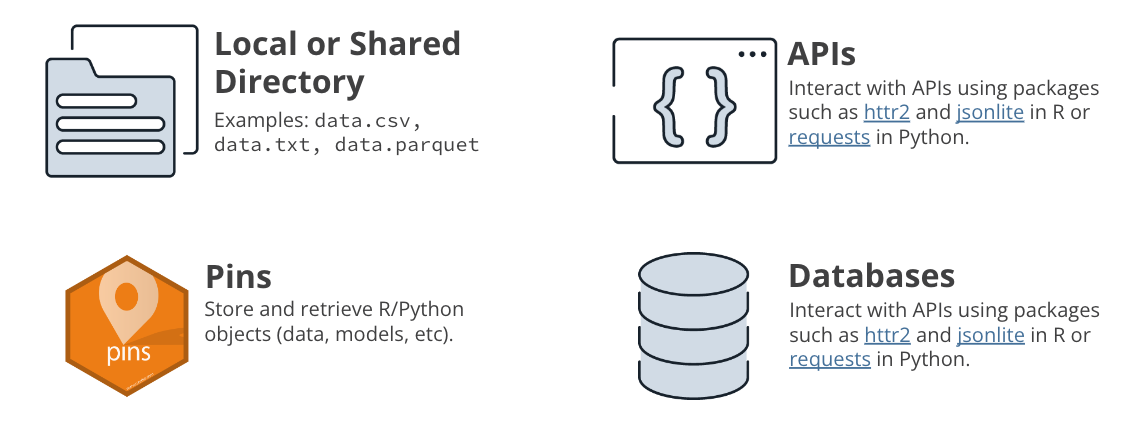 Local or Shared
Directory
Examples: data.csv,
data.txt, data.parquet
APIs
Interact with APIs using packages
such as httr2 and jsonlite in R or
requests in Python.
pins
Pins
Store and retrieve R/Python
objects (data, models, etc).
Databases
Interact with APIs using packages
such as httr2 and jsonlite in R or
requests in Python.